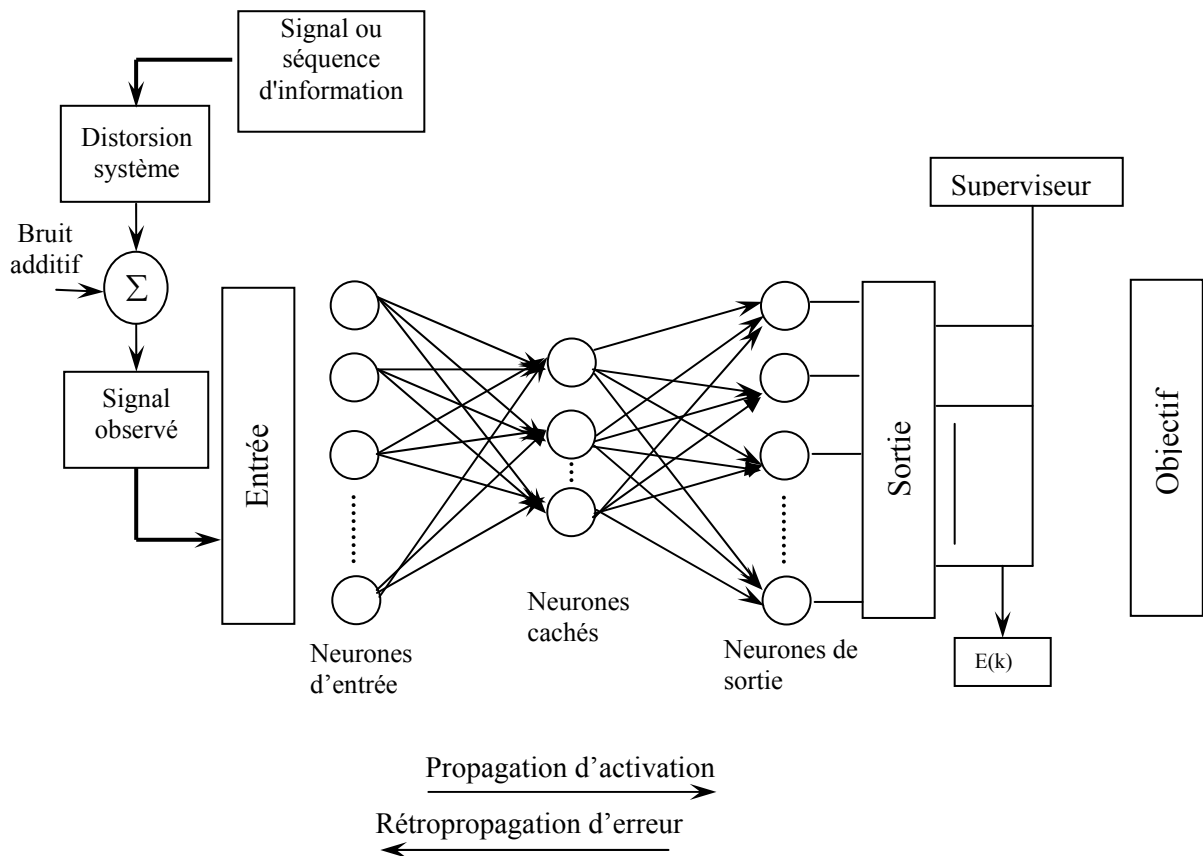 Signal ou
séquence
d'information
Distorsion
système
Bruit
additif
Σ
Signal
observé
Entrée
Neurones
d’entrée
Neurones
cachés
Neurones de
sortie
Sortie
Superviseur
E(k)
Objectif
Propagation d’activation
Rétropropagation d’erreur